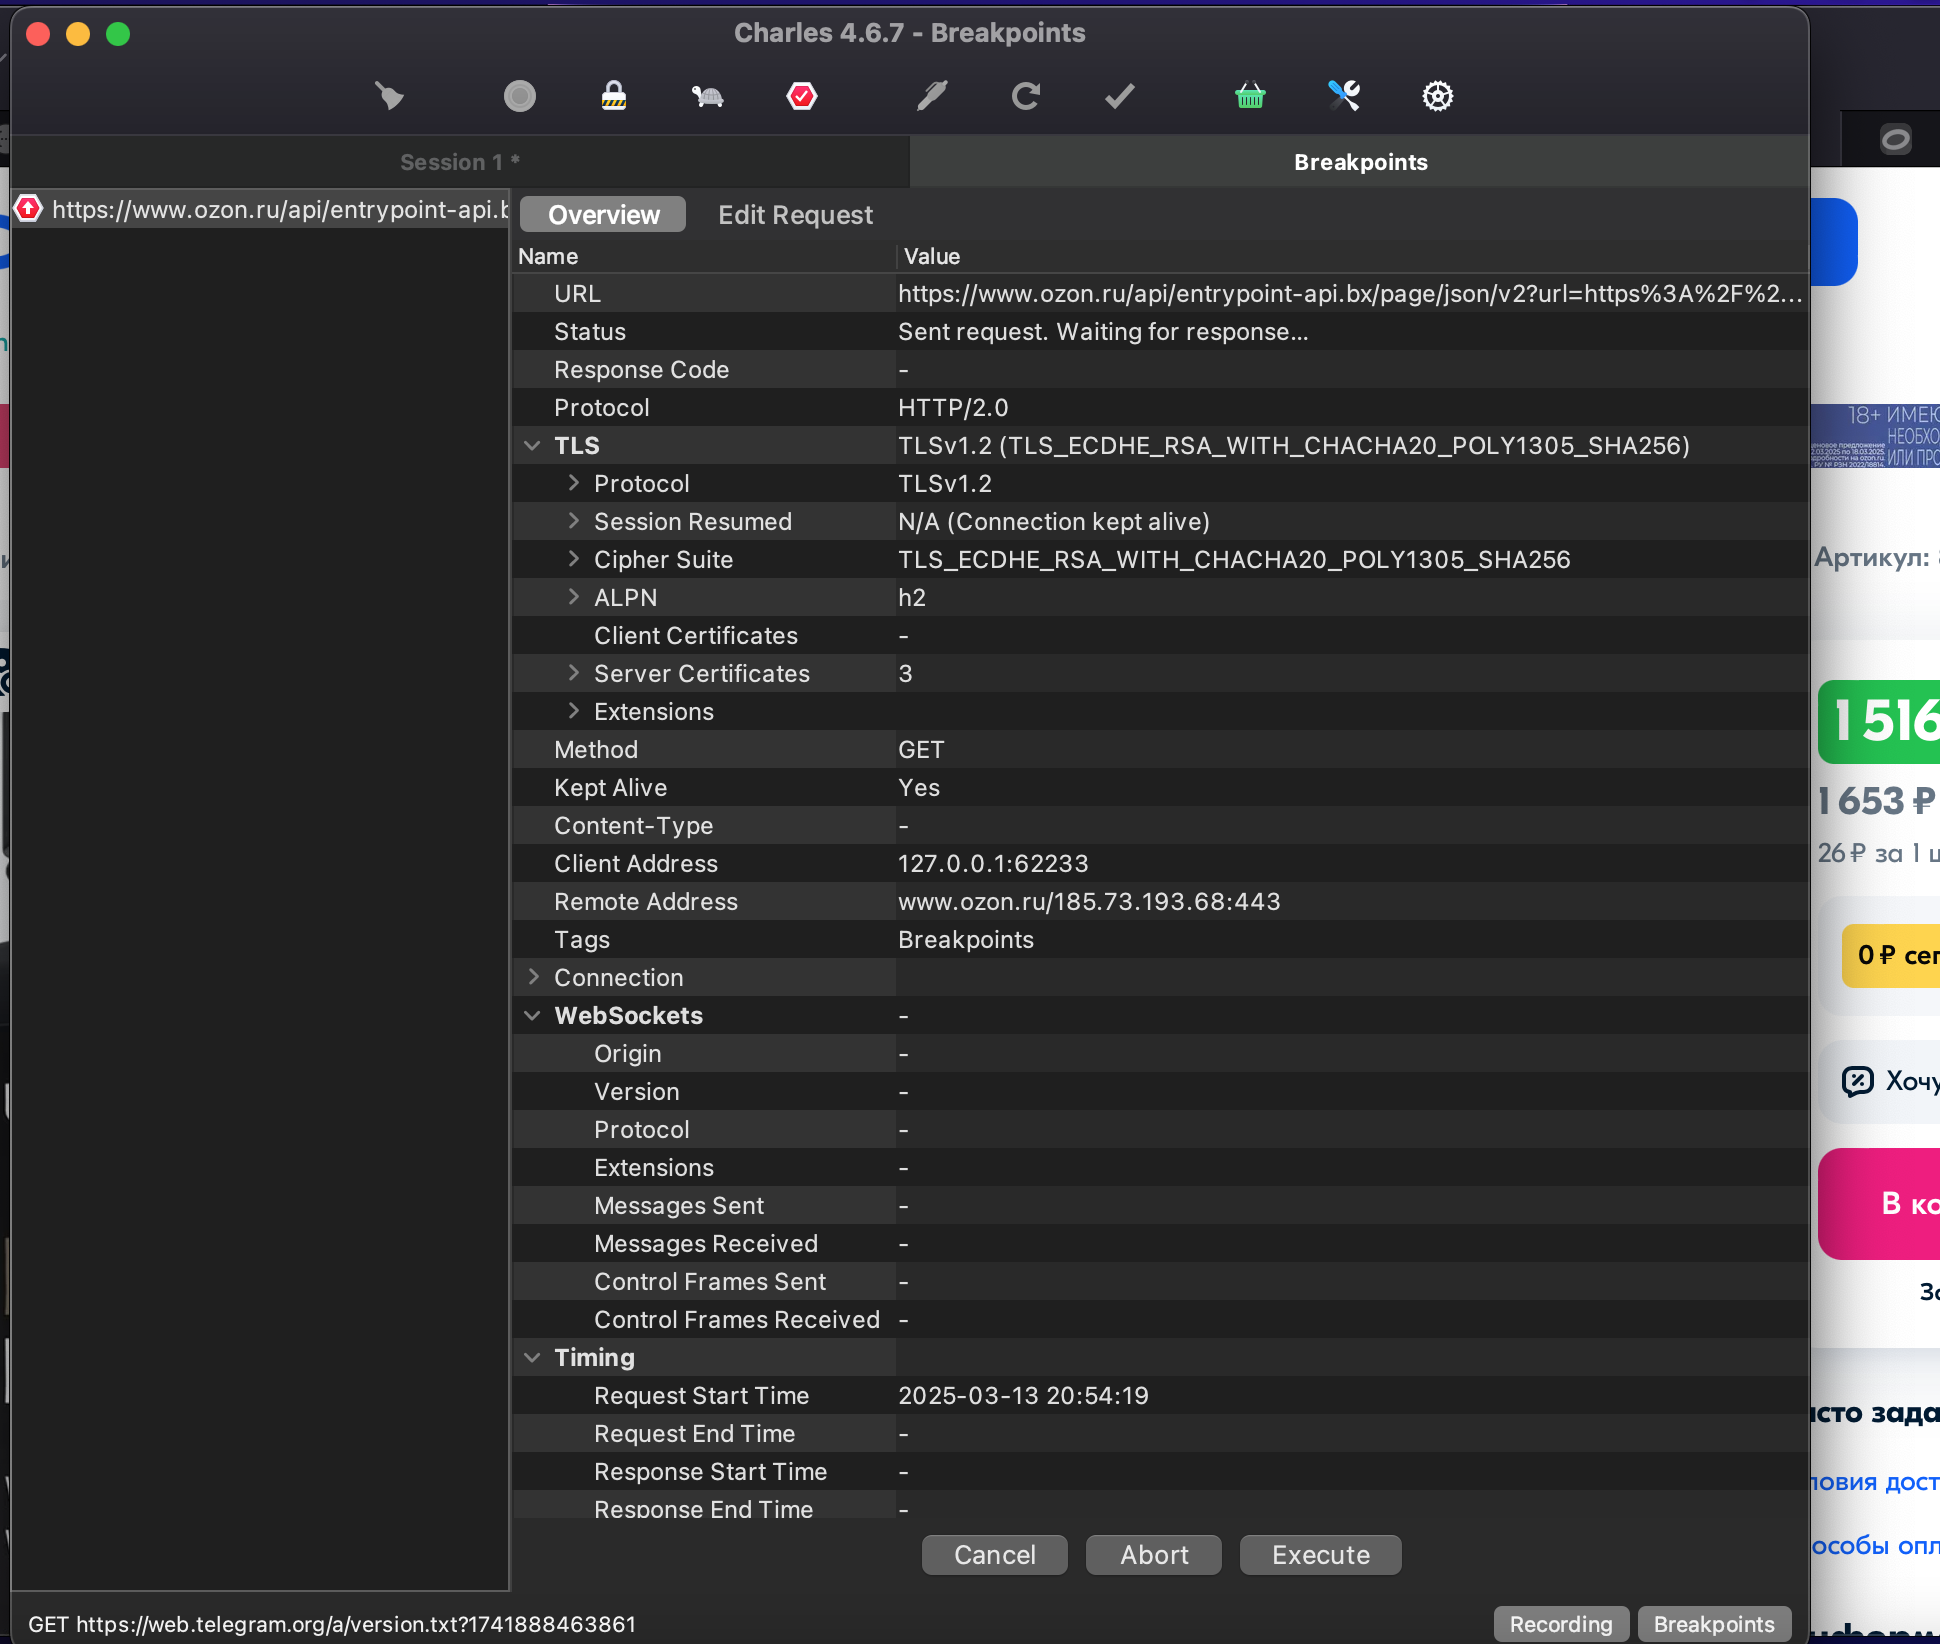 Charles 4.6.7 - Breakpoints
Session 1 *
Breakpoints
https://www.ozon.ru/api/entrypoint-api.b
Overview
Edit Request
Name
Value
URL
https://www.ozon.ru/api/entrypoint-api.bx/page/json/v2?url=https%3A%2F%2...
Status
Sent request. Waiting for response…
Response Code
-
Protocol
HTTP/2.0
TLS
TLSv1.2 (TLS_ECDHE_RSA_WITH_CHACHA20_POLY1305_SHA256)
Protocol
TLSv1.2
Session Resumed
N/A (Connection kept alive)
Cipher Suite
TLS_ECDHE_RSA_WITH_CHACHA20_POLY1305_SHA256
ALPN
h2
Client Certificates
-
Server Certificates
3
Extensions
Method
GET
Kept Alive
Yes
Content-Type
-
Client Address
127.0.0.1:62233
Remote Address
www.ozon.ru/185.73.193.68:443
Tags
Breakpoints
Connection
WebSockets
-
Origin
-
Version
-
Protocol
-
Extensions
-
Messages Sent
-
Messages Received
-
Control Frames Sent
-
Control Frames Received
-
Timing
Request Start Time
2025-03-13 20:54:19
Request End Time
-
Response Start Time
-
Response End Time
-
Cancel
Abort
Execute
GET https://web.telegram.org/a/version.txt?1741888463861
Recording
Breakpoints
18+ ИМЕЮ
НЕОБХО
ИЛИ ПРО
Артикул:
1 516
1 653 ₽
26 ₽ за 1
0 ₽ сег
Хочу
В ко
За
исто зада
ловия дост
особы опл